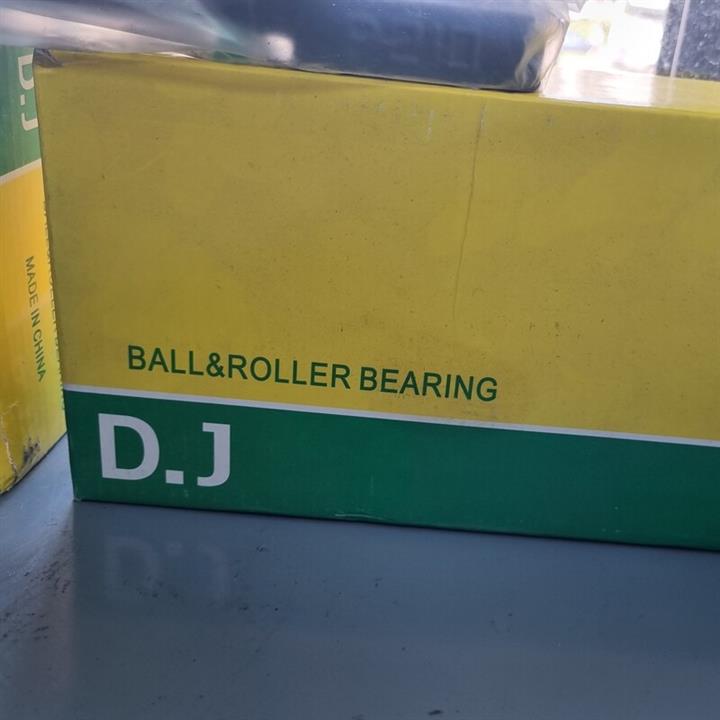 D.J
MADE IN CHINA
BALL&ROLLER BEARING
D.J